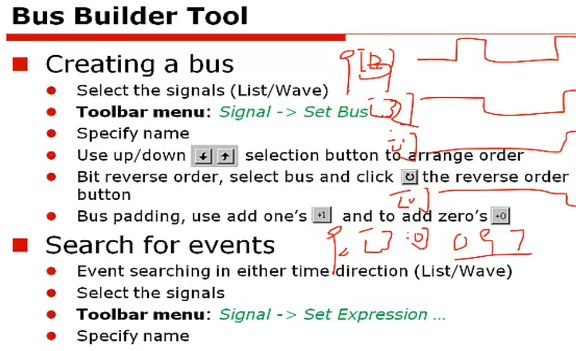 Bus Builder Tool
Creating a bus
Select the signals (List/Wave)
Toolbar menu: Signal -> Set Bus
Specify name
Use up/down selection button to arrange order
Bit reverse order, select bus and click the reverse order
button
Bus padding, use add one's +1 and to add zero's +0
Search for events
Event searching in either time direction (List/Wave)
Select the signals
Toolbar menu: Signal -> Set Expression ...
Specify name